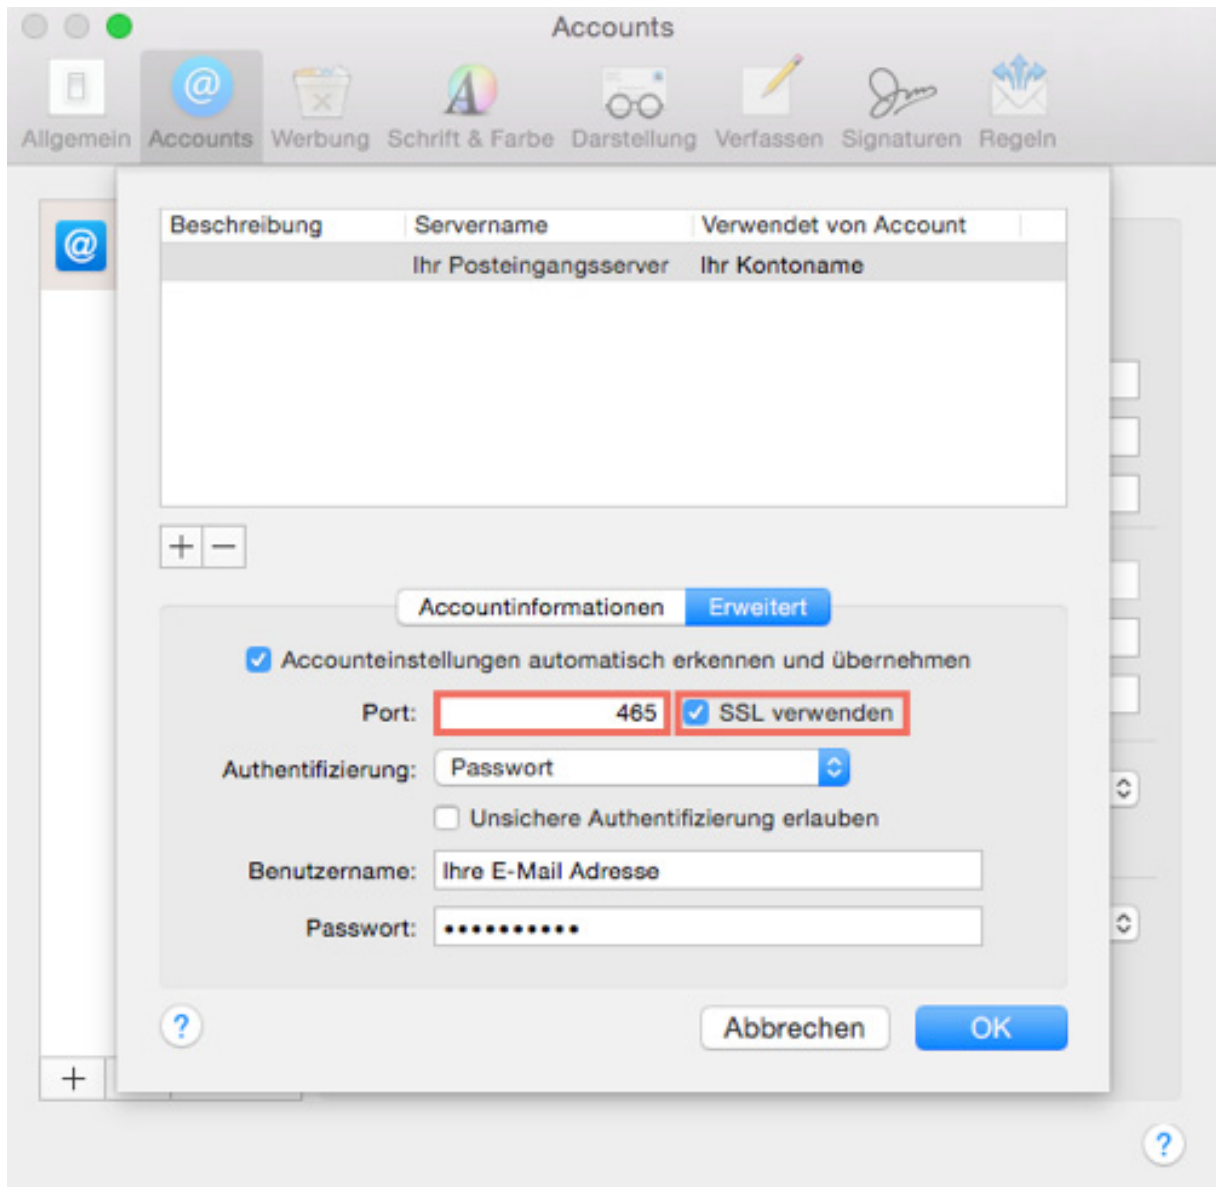 Accounts
Allgemein Accounts Werbung Schrift & Farbe Darstellung Verfassen Signaturen Regeln
Beschreibung Servername Verwendet von Account
Ihr Posteingangsserver Ihr Kontoname
Accountinformationen Erweitert
Accounteinstellungen automatisch erkennen und übernehmen
Port: 465 SSL verwenden
Authentifizierung: Passwort
Unsichere Authentifizierung erlauben
Benutzername: Ihre E-Mail Adresse
Passwort: ••••••••••
? Abbrechen OK
?